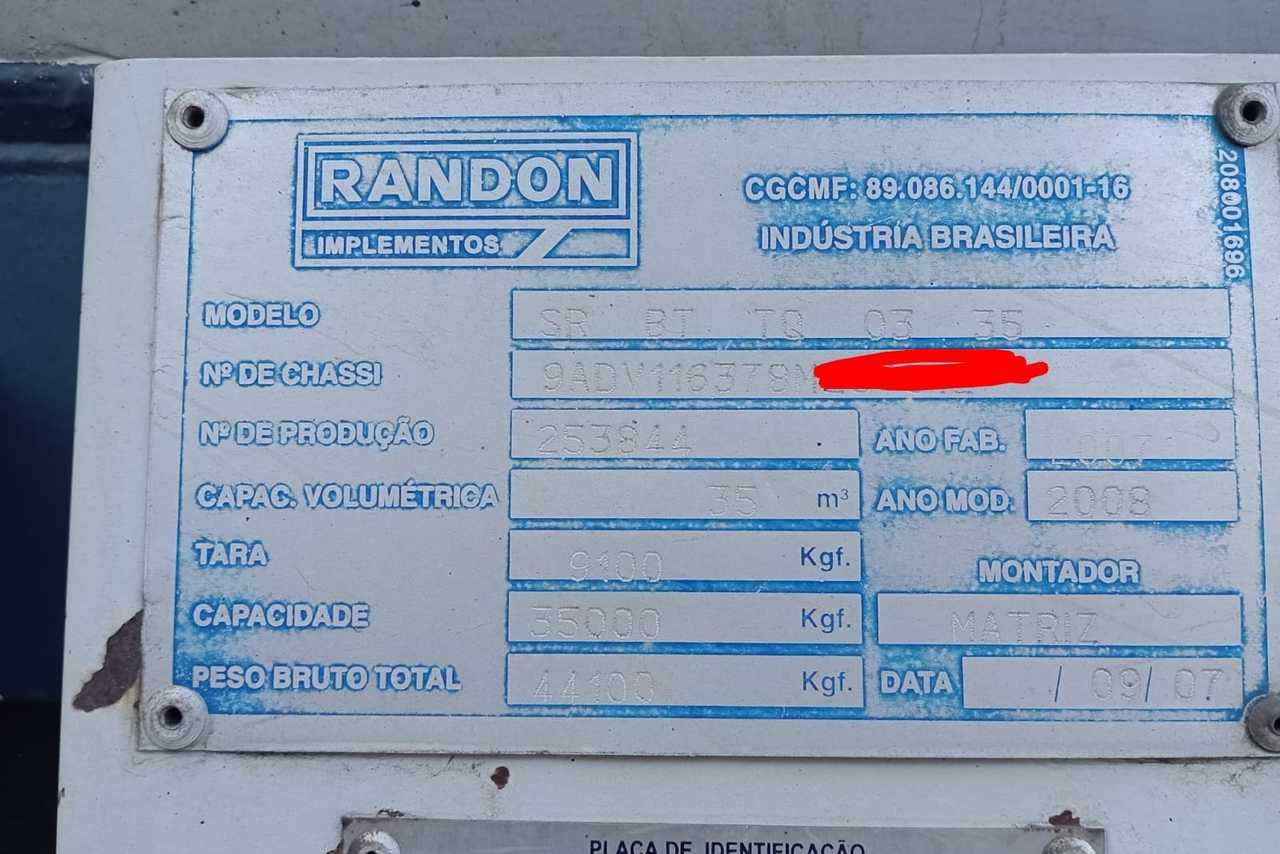 RANDON
IMPLEMENTOS
CGCMF: 89.086.144/0001-16
INDÚSTRIA BRASILEIRA
208001696
MODELO SR BT TQ 03 35
Nº DE CHASSI 9ADV116378M
Nº DE PRODUÇÃO 253844 ANO FAB. 007
CAPAC. VOLUMÉTRICA 35 m³ ANO MOD. 2008
TARA 9100 Kgf. MONTADOR
CAPACIDADE 35000 Kgf. MATRIZ
PESO BRUTO TOTAL 44100 Kgf. DATA / 09/ 07
PLACA DE IDENTIFICAÇÃO